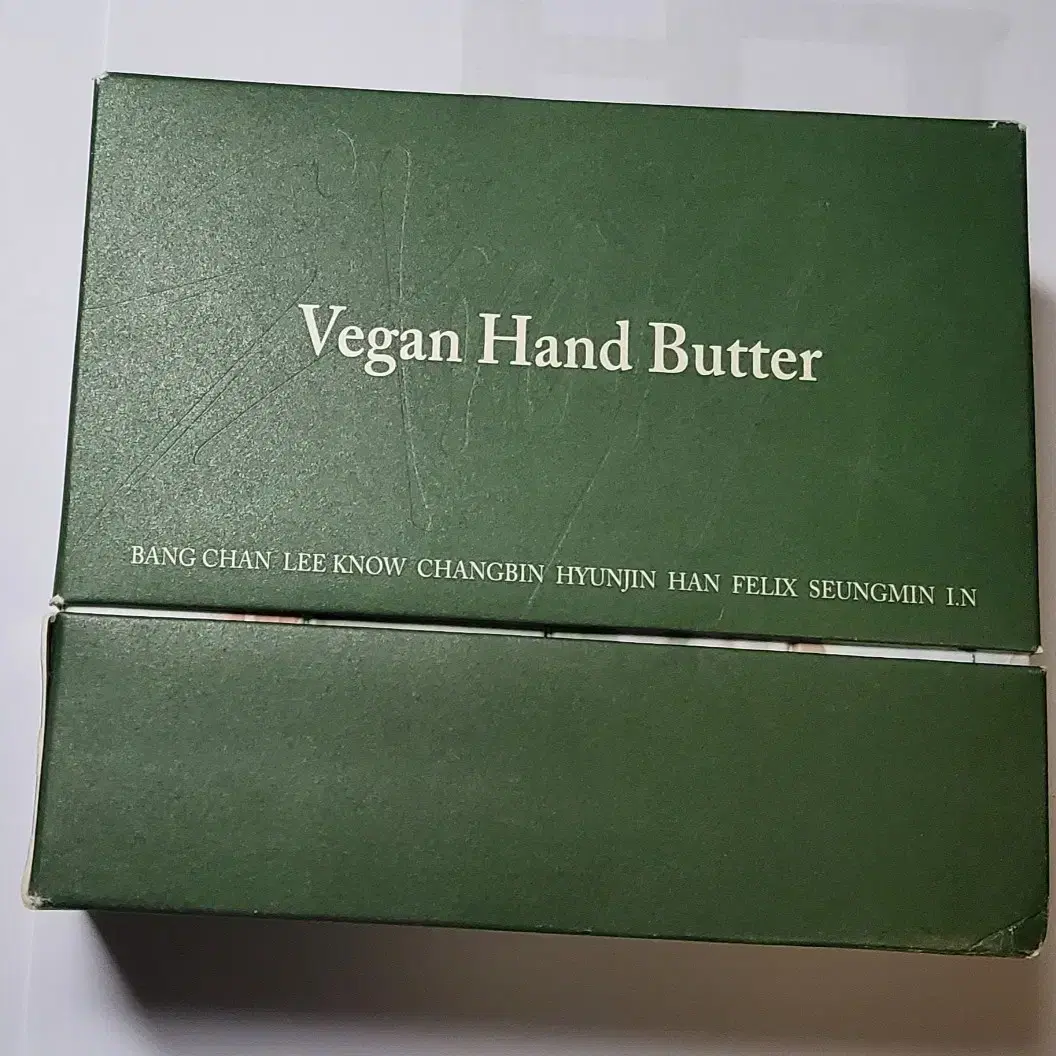 Vegan Hand Butter
BANG CHAN LEE KNOW CHANGBIN HYUNJIN HAN FELIX SEUNGMIN I.N